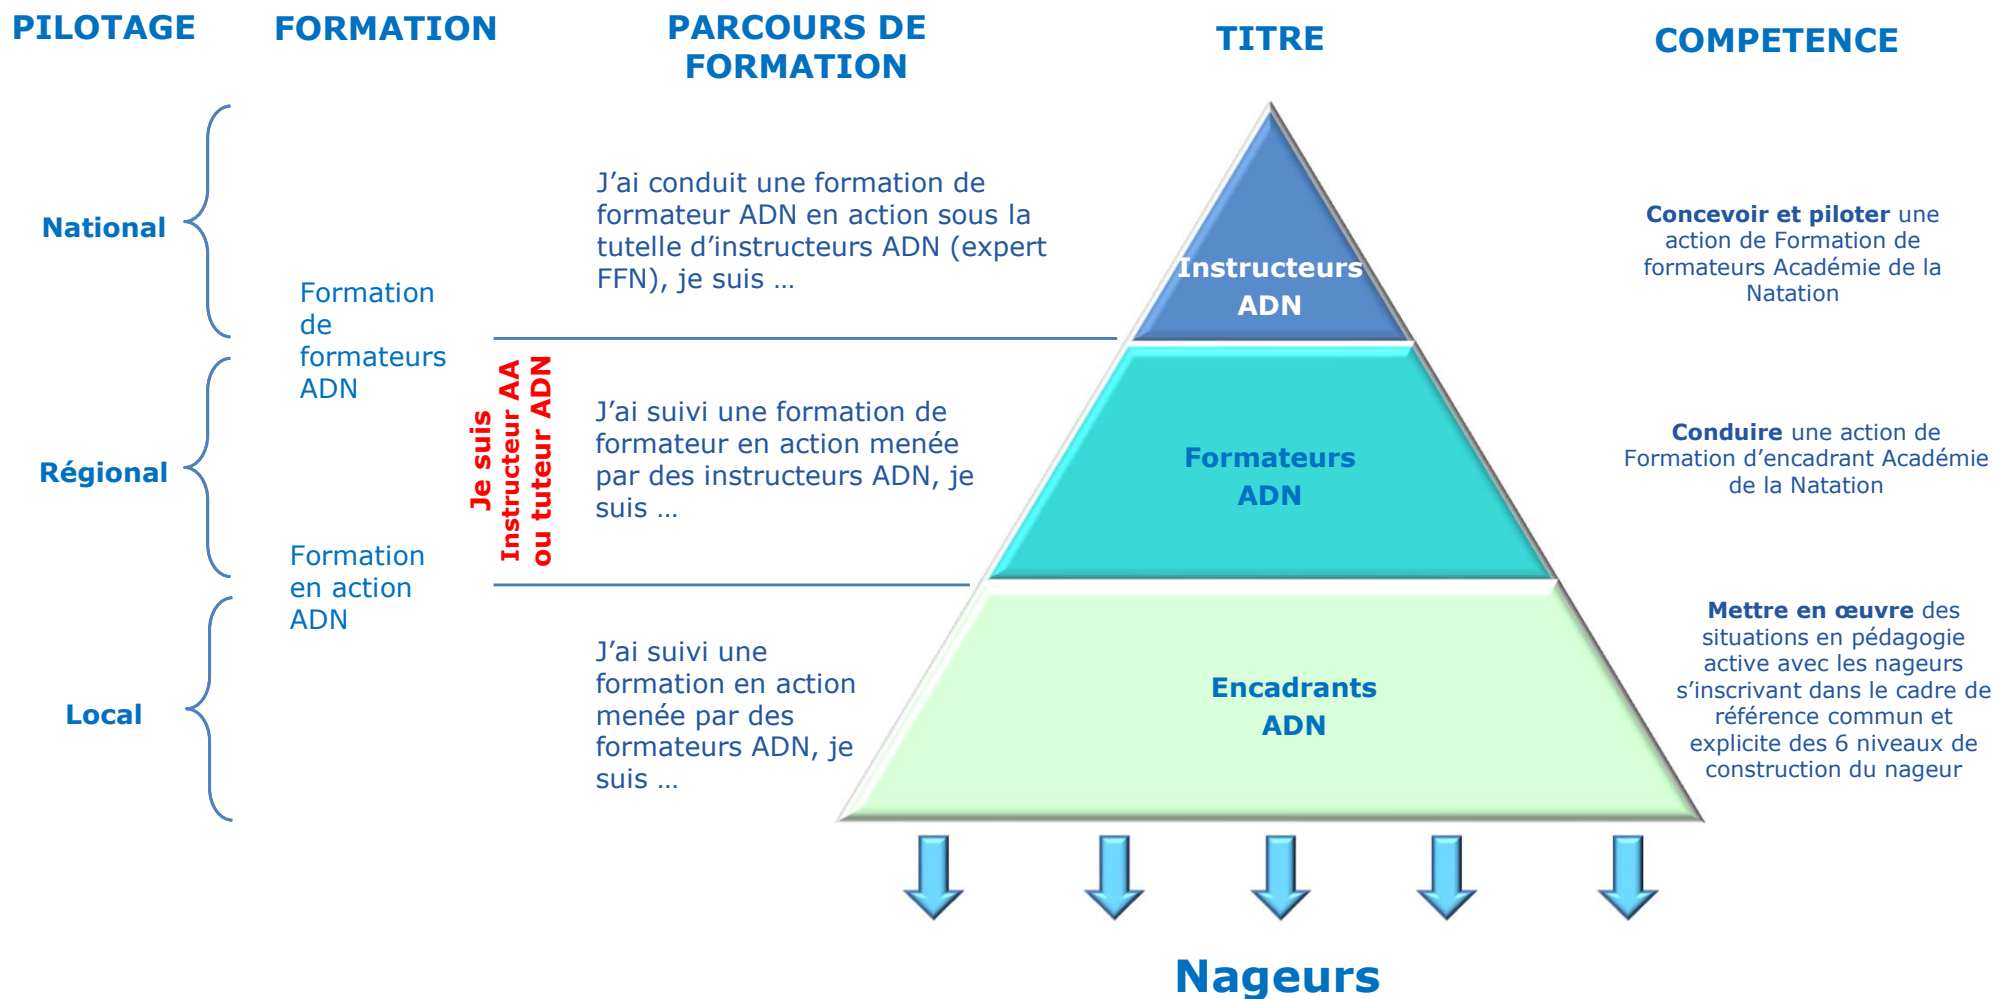 PILOTAGE
FORMATION
PARCOURS DE
FORMATION
TITRE
COMPETENCE
National
Régional
Local
Formation
de
formateurs
ADN
Formation
en action
ADN
Je suis
Instructeur AA
ou tuteur ADN
J’ai conduit une formation de
formateur ADN en action sous la
tutelle d’instructeurs ADN (expert
FFN), je suis …
J’ai suivi une formation de
formateur en action menée
par des instructeurs ADN, je
suis …
J’ai suivi une
formation en action
menée par des
formateurs ADN, je
suis …
Instructeurs
ADN
Formateurs
ADN
Encadrants
ADN
Concevoir et piloter une
action de Formation de
formateurs Académie de la
Natation
Conduire une action de
Formation d’encadrant Académie
de la Natation
Mettre en œuvre des
situations en pédagogie
active avec les nageurs
s’inscrivant dans le cadre de
référence commun et
explicite des 6 niveaux de
construction du nageur
Nageurs